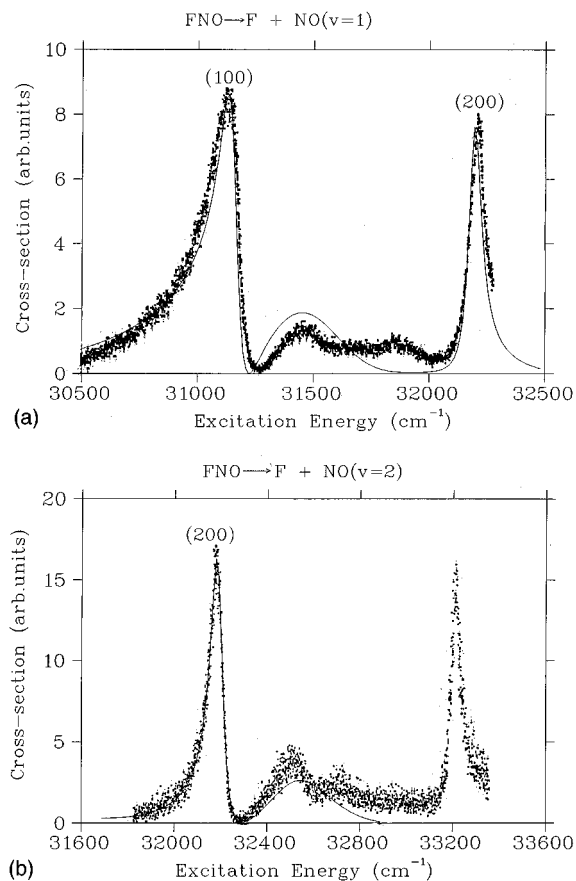 FNO→F + NO(v=1)
(100)
(200)
10
8
6
4
2
0
Cross-section (arb.units)
30500 31000 31500 32000 32500
(a)
Excitation Energy (cm⁻¹)
FNO→F + NO(v=2)
(200)
20
15
10
5
0
Cross-section (arb.units)
31600 32000 32400 32800 33200 33600
(b)
Excitation Energy (cm⁻¹)